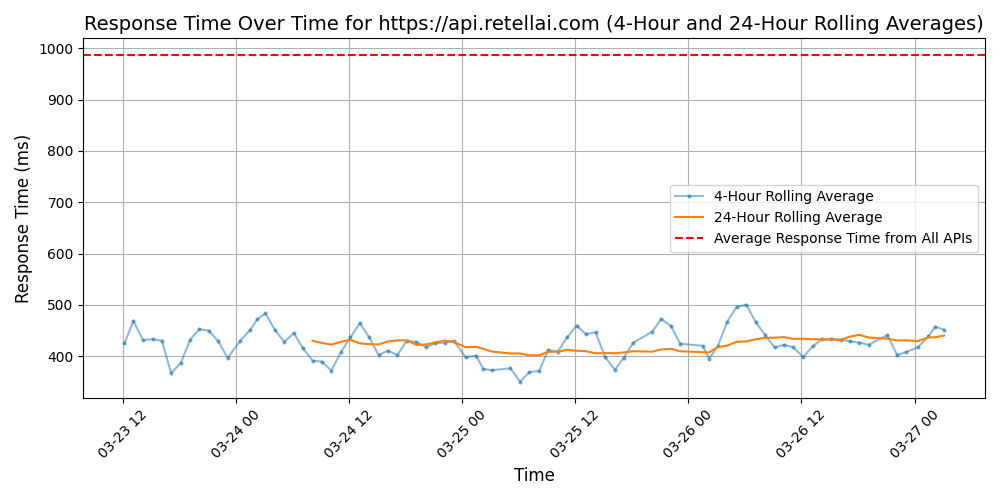 Response Time Over Time for https://api.retellai.com (4-Hour and 24-Hour Rolling Averages)
Response Time (ms)
1000
900
800
700
600
500
400
4-Hour Rolling Average
24-Hour Rolling Average
Average Response Time from All APIs
03-23 12
03-24 00
03-24 12
03-25 00
03-25 12
03-26 00
03-26 12
03-27 00
Time